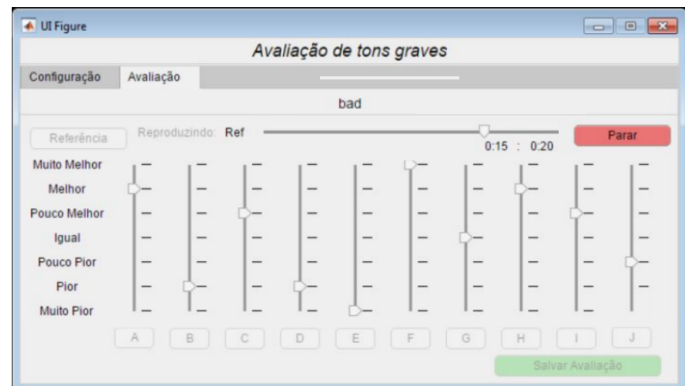 UI Figure
Avaliação de tons graves
Configuração Avaliação
bad
Referência Reproduzindo: Ref 0:15 : 0:20 Parar
Muito Melhor
Melhor
Pouco Melhor
Igual
Pouco Pior
Pior
Muito Pior
A B C D E F G H I J
Salvar Avaliação